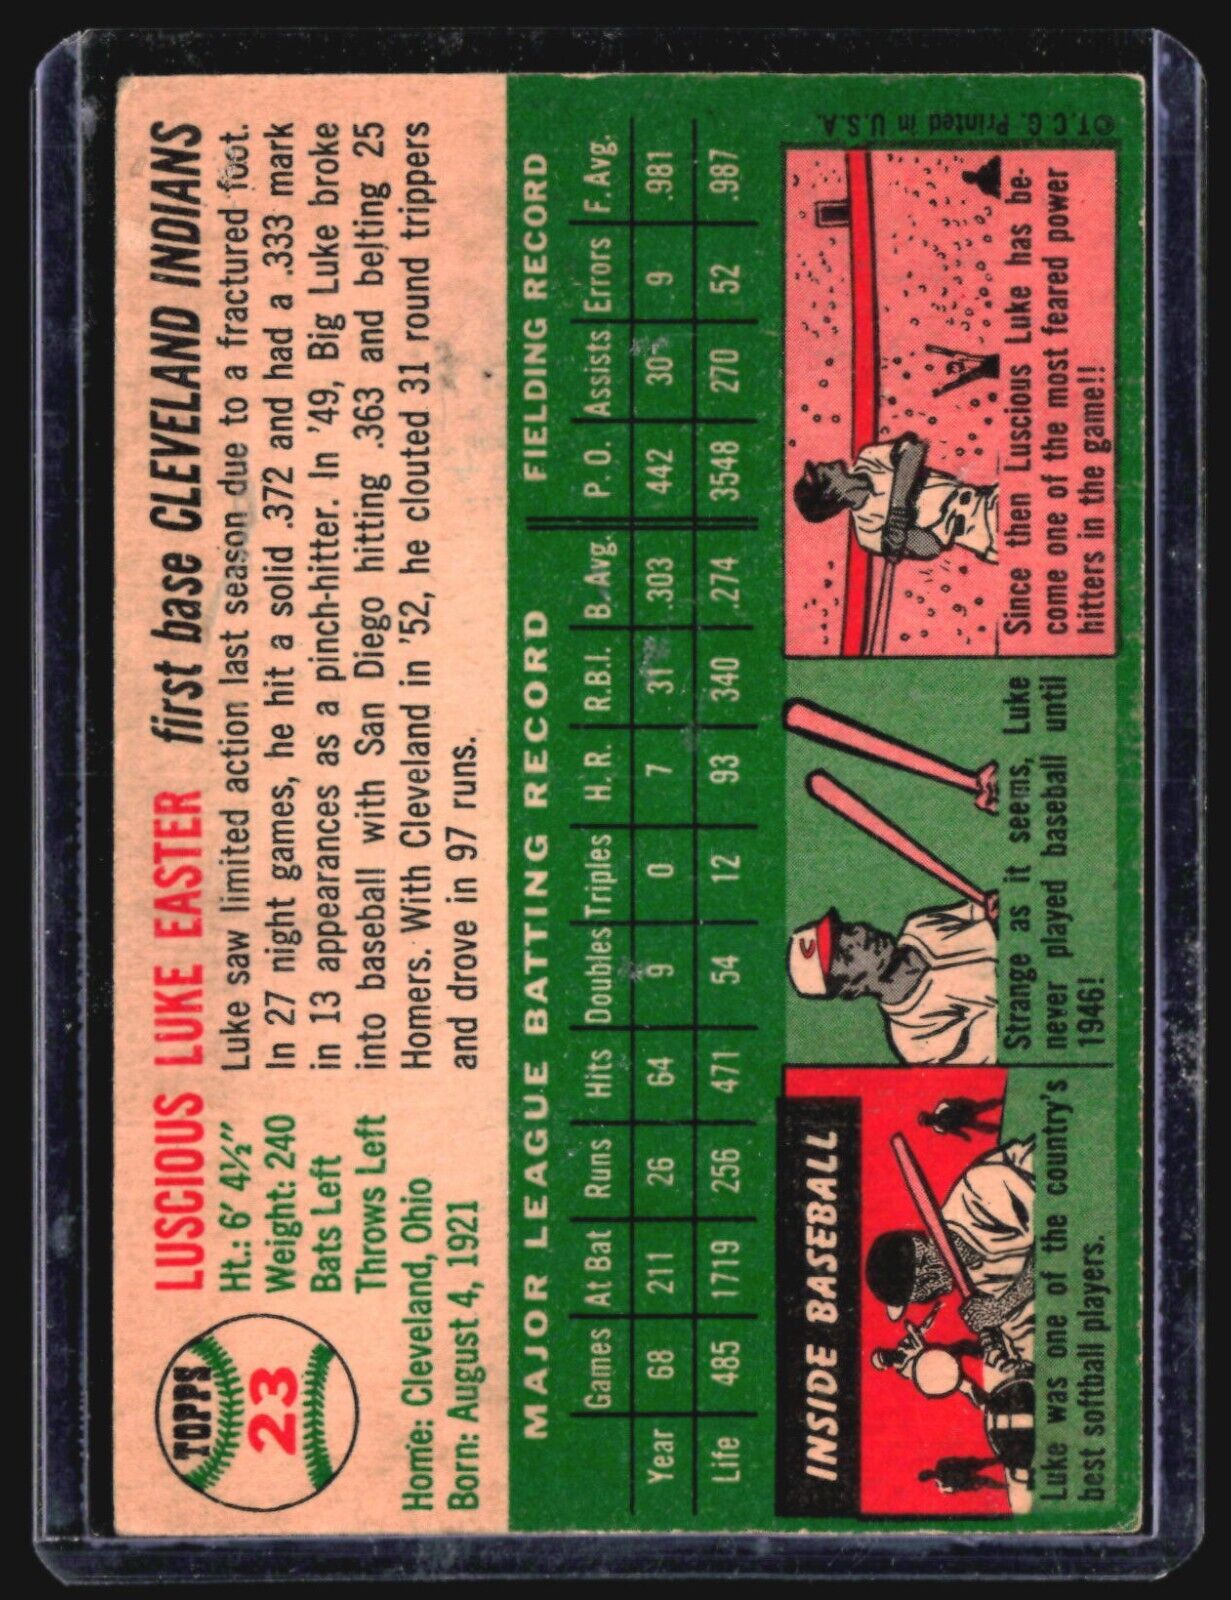 TOPPS
23
LUSCIOUS LUKE EASTER first base CLEVELAND INDIANS
Ht.: 6' 4½"
Weight: 240
Bats Left
Throws Left
Home: Cleveland, Ohio
Born: August 4, 1921
Luke saw limited action last season due to a fractured foot.
In 27 night games, he hit a solid .372 and had a .333 mark
in 13 appearances as a pinch-hitter. In '49, Big Luke broke
into baseball with San Diego hitting .363 and belting 25
Homers. With Cleveland in '52, he clouted 31 round trippers
and drove in 97 runs.
MAJOR LEAGUE BATTING RECORD FIELDING RECORD
Games At Bat Runs Hits Doubles Triples H. R. R.B.I. B. Avg. P. O. Assists Errors F. Avg.
Year 68 211 26 64 9 0 7 31 .303 442 30 9 .981
Life 485 1719 256 471 54 12 93 340 .274 3548 270 52 .987
INSIDE BASEBALL
Luke was one of the country's
best softball players.
C
Strange as it seems, Luke
never played baseball until
1946!
Since then Luscious Luke has be-
come one of the most feared power
hitters in the game!!
©T.C.G. Printed in U.S.A.